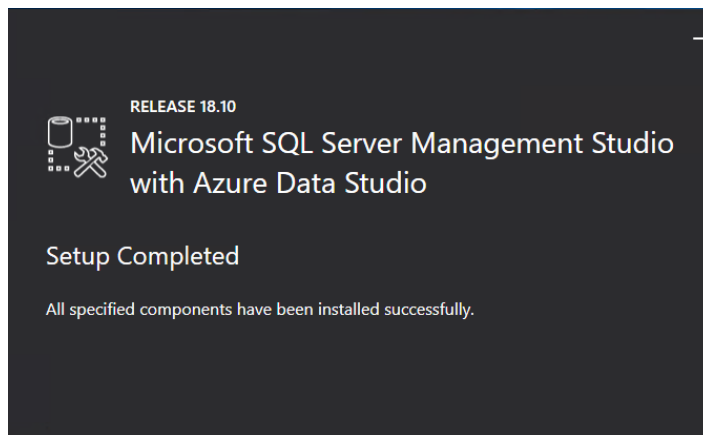 RELEASE 18.10
Microsoft SQL Server Management Studio
with Azure Data Studio
Setup Completed
All specified components have been installed successfully.